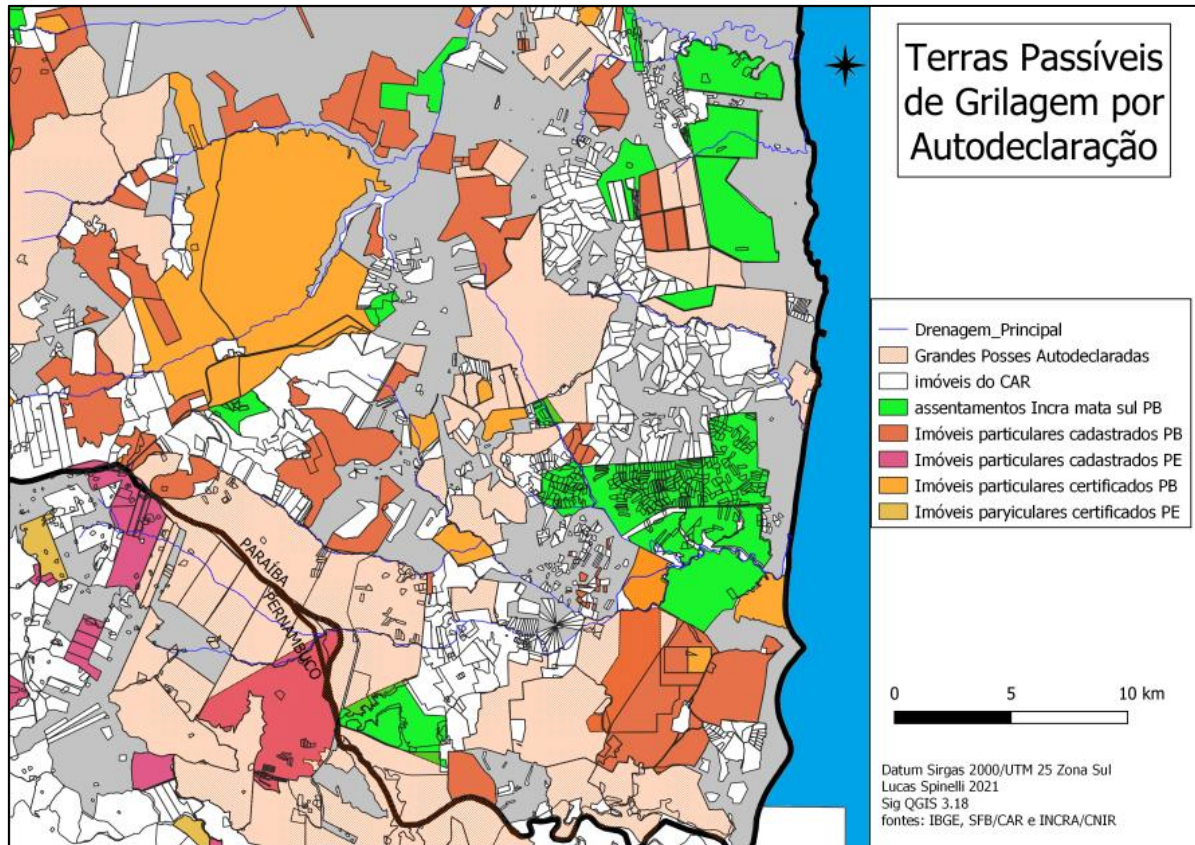 Terras Passíveis
de Grilagem por
Autodeclaração
Drenagem_Principal
Grandes Posses Autodeclaradas
imóveis do CAR
assentamentos Incra mata sul PB
Imóveis particulares cadastrados PB
Imóveis particulares cadastrados PE
Imóveis particulares certificados PB
Imóveis paryiculares certificados PE
PARAÍBA
PERNAMBUCO
0 5 10 km
Datum Sirgas 2000/UTM 25 Zona Sul
Lucas Spinelli 2021
Sig QGIS 3.18
fontes: IBGE, SFB/CAR e INCRA/CNIR